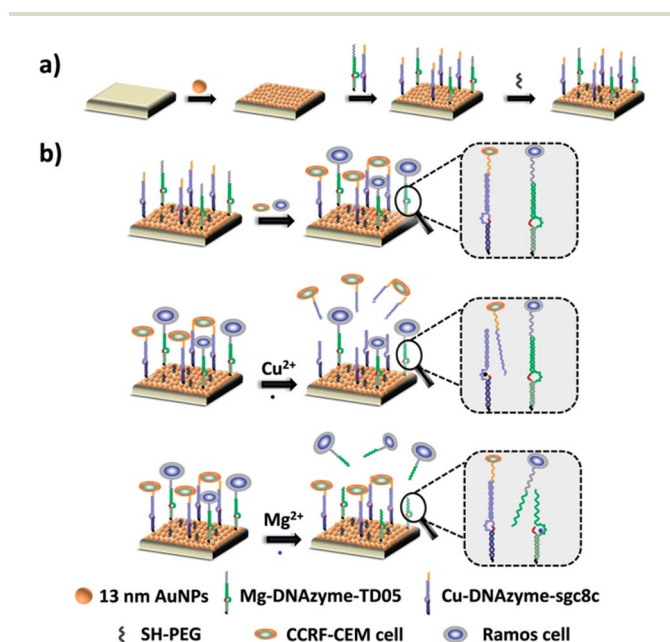 a)
b)
Cu²⁺
Mg²⁺
13 nm AuNPs Mg-DNAzyme-TD05 Cu-DNAzyme-sgc8c
SH-PEG CCRF-CEM cell Ramos cell